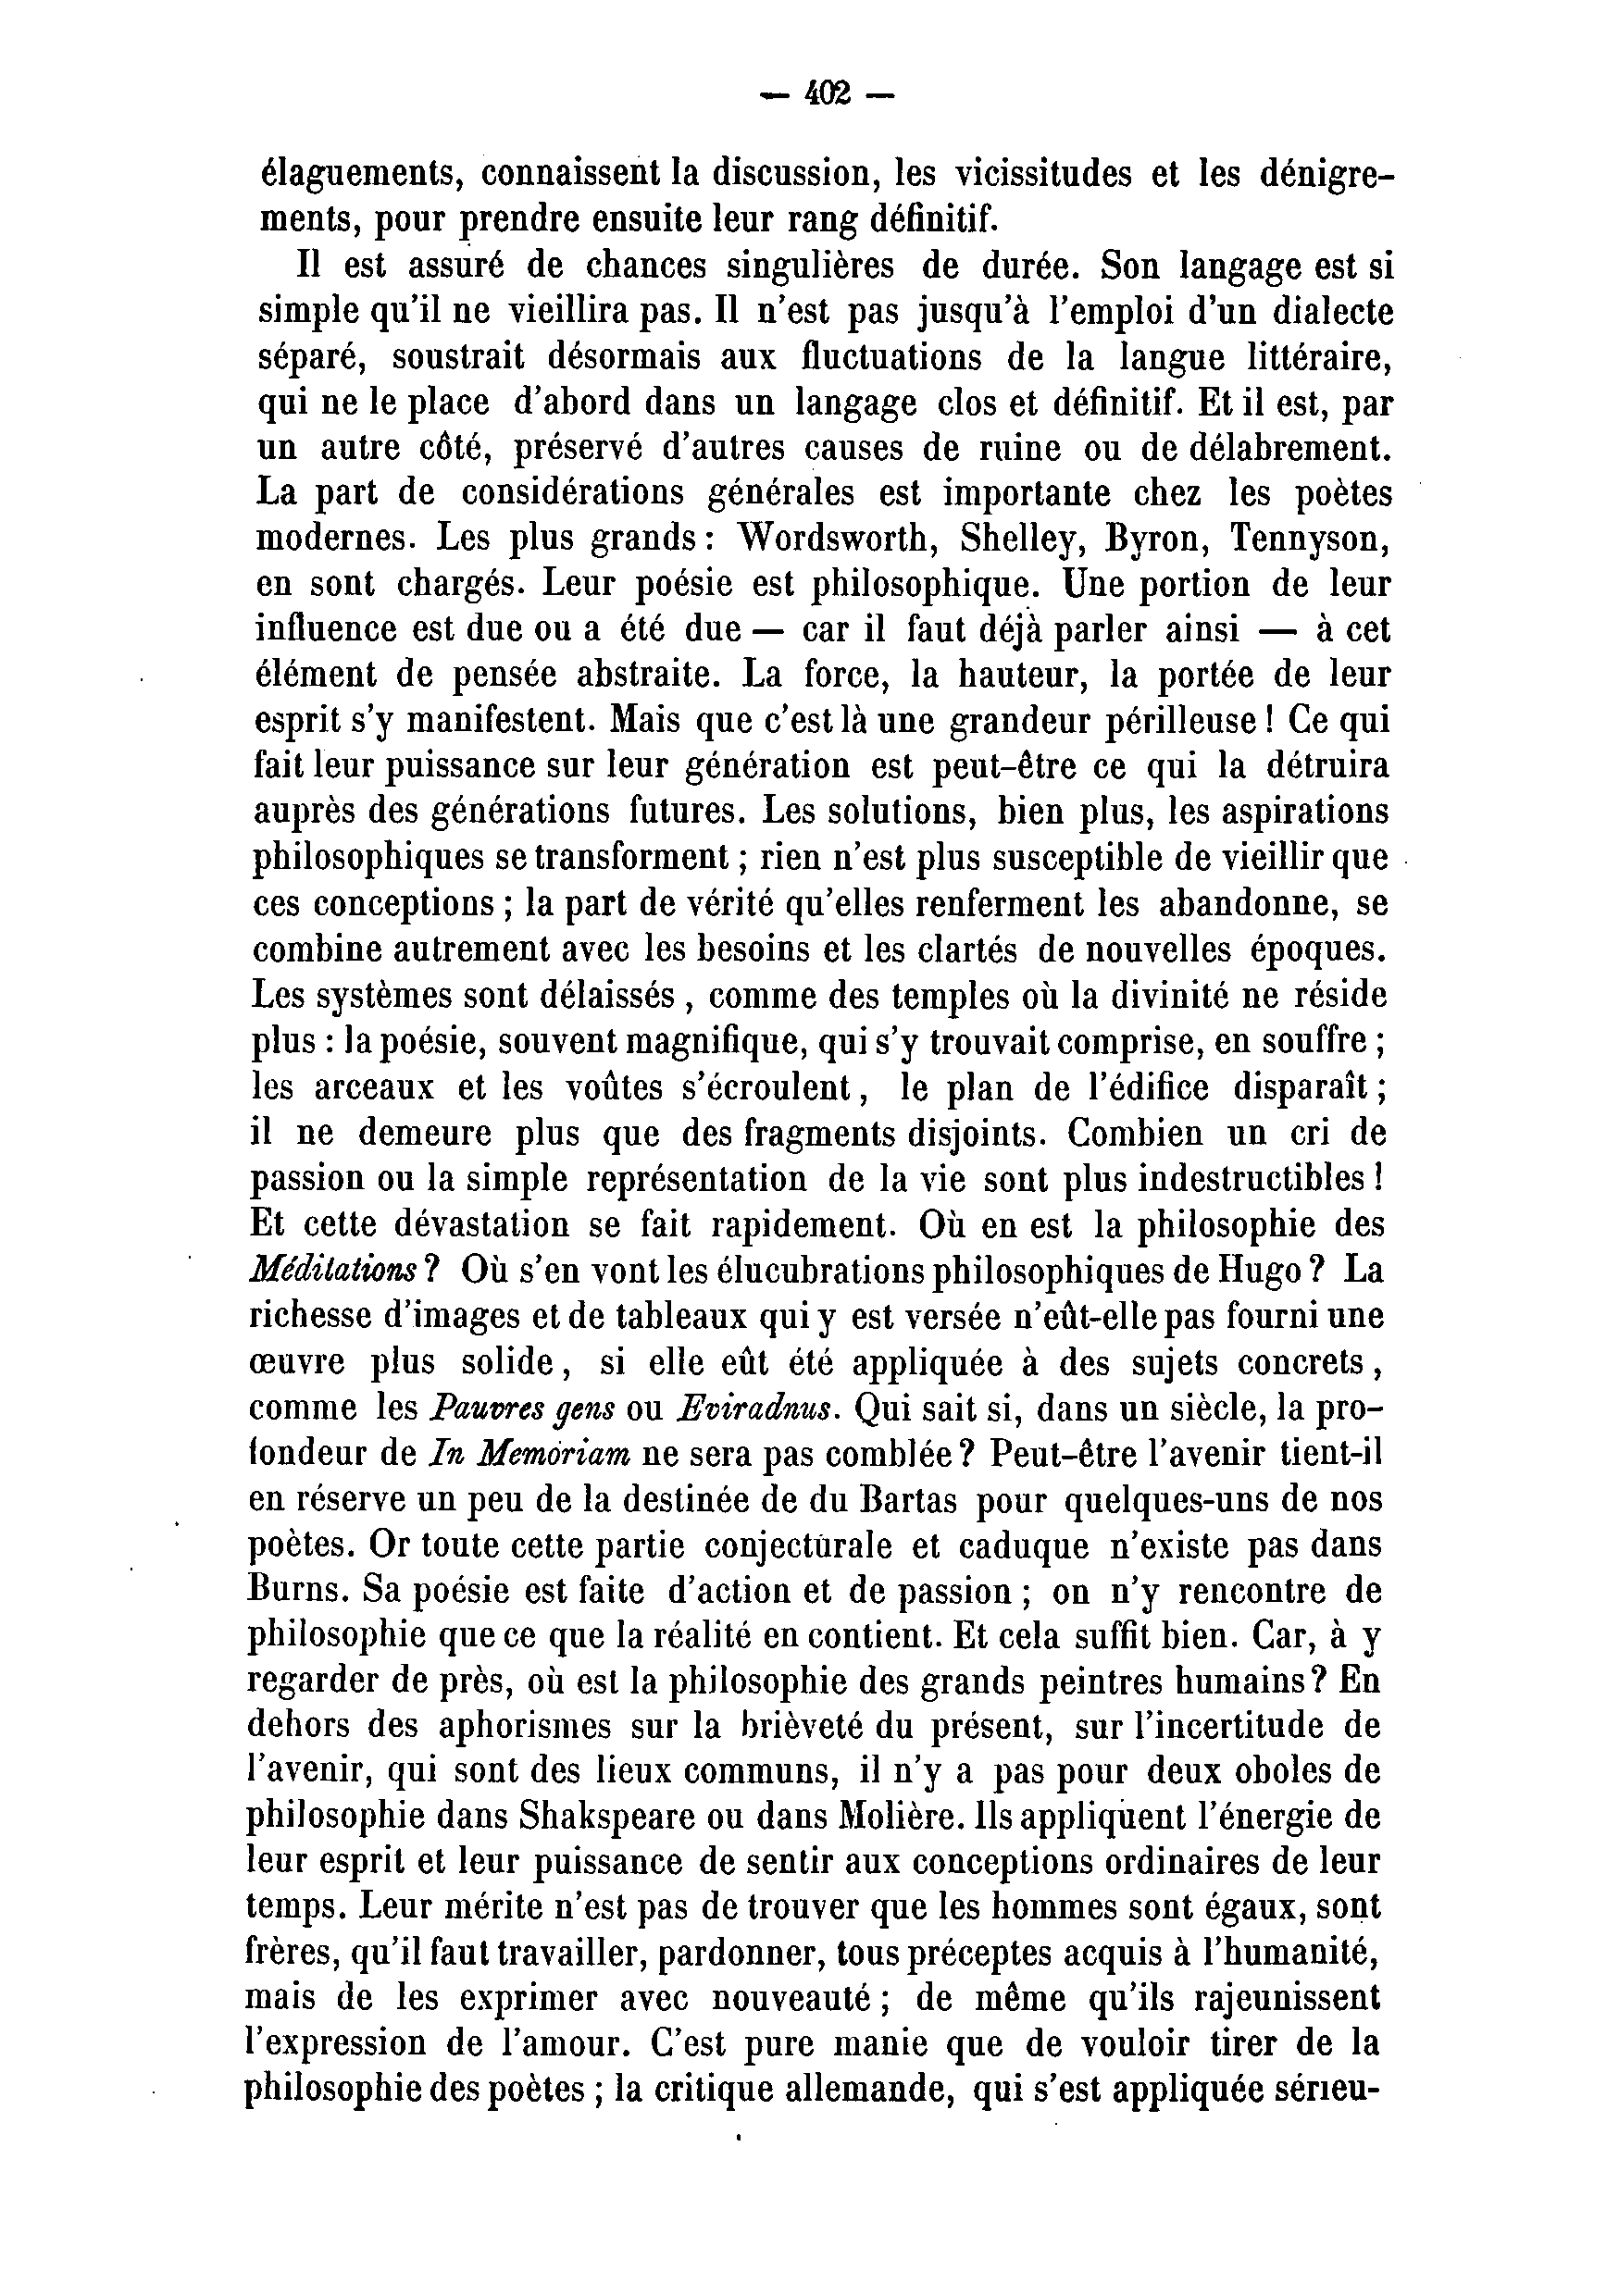 — 402 —
élaguements, connaissent la discussion, les vicissitudes et les dénigre-
ments, pour prendre ensuite leur rang définitif.
Il est assuré de chances singulières de durée. Son langage est si
simple qu'il ne vieillira pas. Il n'est pas jusqu'à l'emploi d'un dialecte
séparé, soustrait désormais aux fluctuations de la langue littéraire,
qui ne le place d'abord dans un langage clos et définitif. Et il est, par
un autre côté, préservé d'autres causes de ruine ou de délabrement.
La part de considérations générales est importante chez les poètes
modernes. Les plus grands : Wordsworth, Shelley, Byron, Tennyson,
en sont chargés. Leur poésie est philosophique. Une portion de leur
influence est due ou a été due — car il faut déjà parler ainsi — à cet
élément de pensée abstraite. La force, la hauteur, la portée de leur
esprit s'y manifestent. Mais que c'est là une grandeur périlleuse ! Ce qui
fait leur puissance sur leur génération est peut-être ce qui la détruira
auprès des générations futures. Les solutions, bien plus, les aspirations
philosophiques se transforment ; rien n'est plus susceptible de vieillir que
ces conceptions ; la part de vérité qu'elles renferment les abandonne, se
combine autrement avec les besoins et les clartés de nouvelles époques.
Les systèmes sont délaissés , comme des temples où la divinité ne réside
plus : la poésie, souvent magnifique, qui s'y trouvait comprise, en souffre ;
les arceaux et les voûtes s'écroulent , le plan de l'édifice disparaît ;
il ne demeure plus que des fragments disjoints. Combien un cri de
passion ou la simple représentation de la vie sont plus indestructibles !
Et cette dévastation se fait rapidement. Où en est la philosophie des
Méditations ? Où s'en vont les élucubrations philosophiques de Hugo ? La
richesse d'images et de tableaux qui y est versée n'eût-elle pas fourni une
œuvre plus solide , si elle eût été appliquée à des sujets concrets ,
comme les Pauvres gens ou Eviradnus. Qui sait si, dans un siècle, la pro-
fondeur de In Memoriam ne sera pas comblée ? Peut-être l'avenir tient-il
en réserve un peu de la destinée de du Bartas pour quelques-uns de nos
poètes. Or toute cette partie conjecturale et caduque n'existe pas dans
Burns. Sa poésie est faite d'action et de passion ; on n'y rencontre de
philosophie que ce que la réalité en contient. Et cela suffit bien. Car, à y
regarder de près, où est la philosophie des grands peintres humains ? En
dehors des aphorismes sur la brièveté du présent, sur l'incertitude de
l'avenir, qui sont des lieux communs, il n'y a pas pour deux oboles de
philosophie dans Shakspeare ou dans Molière. Ils appliquent l'énergie de
leur esprit et leur puissance de sentir aux conceptions ordinaires de leur
temps. Leur mérite n'est pas de trouver que les hommes sont égaux, sont
frères, qu'il faut travailler, pardonner, tous préceptes acquis à l'humanité,
mais de les exprimer avec nouveauté ; de même qu'ils rajeunissent
l'expression de l'amour. C'est pure manie que de vouloir tirer de la
philosophie des poètes ; la critique allemande, qui s'est appliquée sérieu-